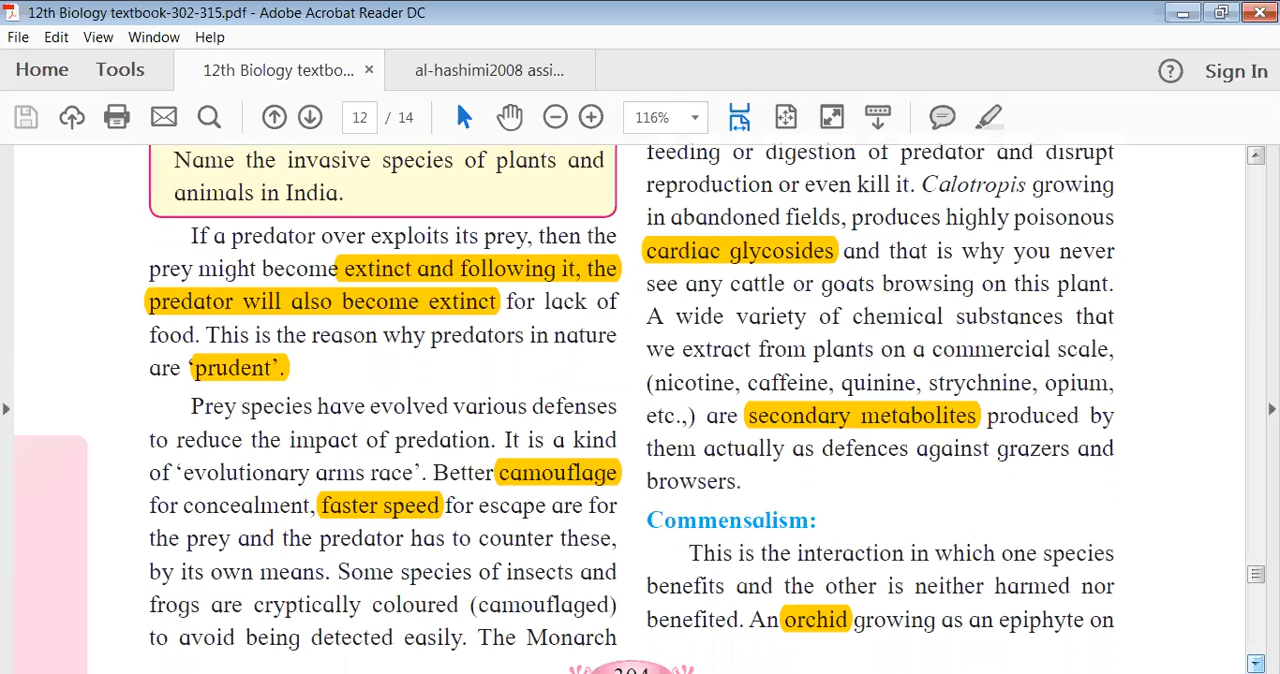 12th Biology textbook-302-315.pdf - Adobe Acrobat Reader DC
File Edit View Window Help
Home Tools 12th Biology textbo... × al-hashimi2008 assi... ? Sign In
12 / 14 116%
Name the invasive species of plants and
animals in India.
If a predator over exploits its prey, then the
prey might become extinct and following it, the
predator will also become extinct for lack of
food. This is the reason why predators in nature
are ‘prudent’.
Prey species have evolved various defenses
to reduce the impact of predation. It is a kind
of ‘evolutionary arms race’. Better camouflage
for concealment, faster speed for escape are for
the prey and the predator has to counter these,
by its own means. Some species of insects and
frogs are cryptically coloured (camouflaged)
to avoid being detected easily. The Monarch
feeding or digestion of predator and disrupt
reproduction or even kill it. Calotropis growing
in abandoned fields, produces highly poisonous
cardiac glycosides and that is why you never
see any cattle or goats browsing on this plant.
A wide variety of chemical substances that
we extract from plants on a commercial scale,
(nicotine, caffeine, quinine, strychnine, opium,
etc.,) are secondary metabolites produced by
them actually as defences against grazers and
browsers.
Commensalism:
This is the interaction in which one species
benefits and the other is neither harmed nor
benefited. An orchid growing as an epiphyte on